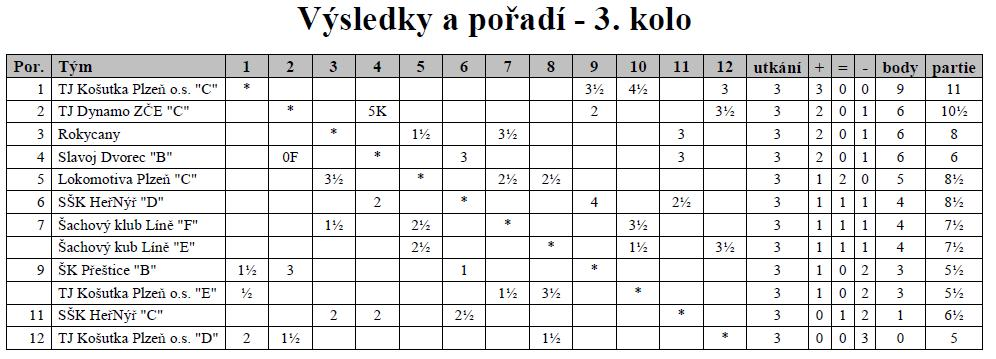 Výsledky a pořadí - 3. kolo
Por. Tým 1 2 3 4 5 6 7 8 9 10 11 12 utkání + = - body partie
1 TJ Košutka Plzeň o.s. "C" * 3½ 4½ 3 3 3 0 0 9 11
2 TJ Dynamo ZČE "C" * 5K 2 3½ 3 2 0 1 6 10½
3 Rokycany * 1½ 3½ 3 3 2 0 1 6 8
4 Slavoj Dvorec "B" 0F * 3 3 3 2 0 1 6 6
5 Lokomotiva Plzeň "C" 3½ * 2½ 2½ 3 1 2 0 5 8½
6 SŠK HeřNýř "D" 2 * 4 2½ 3 1 1 1 4 8½
7 Šachový klub Líně "F" 1½ 2½ * 3½ 3 1 1 1 4 7½
Šachový kub Líně "E" 2½ * 1½ 3½ 3 1 1 1 4 7½
9 ŠK Přeštice "B" 1½ 3 1 * 3 1 0 2 3 5½
TJ Košutka Plzeň o.s. "E" ½ 1½ 3½ * 3 1 0 2 3 5½
11 SŠK HeřNýř "C" 2 2 2½ * 3 0 1 2 1 6½
12 TJ Košutka Plzeň o.s. "D" 2 1½ 1½ * 3 0 0 3 0 5